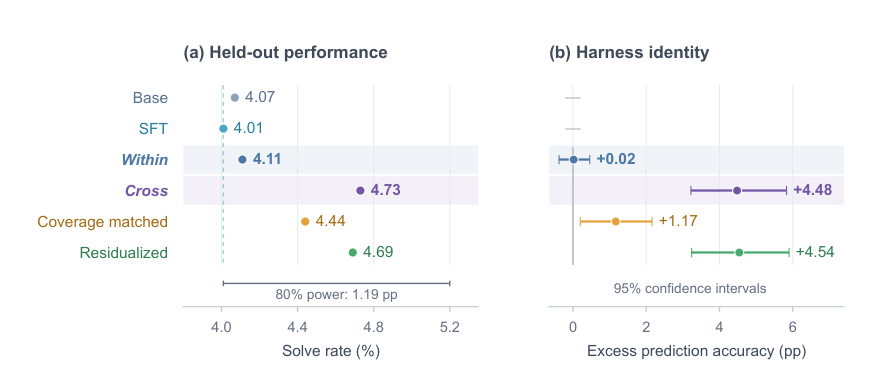 (a) Held-out performance
(b) Harness identity
Base
4.07
SFT
4.01
Within
4.11
+0.02
Cross
4.73
+4.48
Coverage matched
4.44
+1.17
Residualized
4.69
+4.54
80% power: 1.19 pp
95% confidence intervals
4.0 4.4 4.8 5.2
0 2 4 6
Solve rate (%)
Excess prediction accuracy (pp)